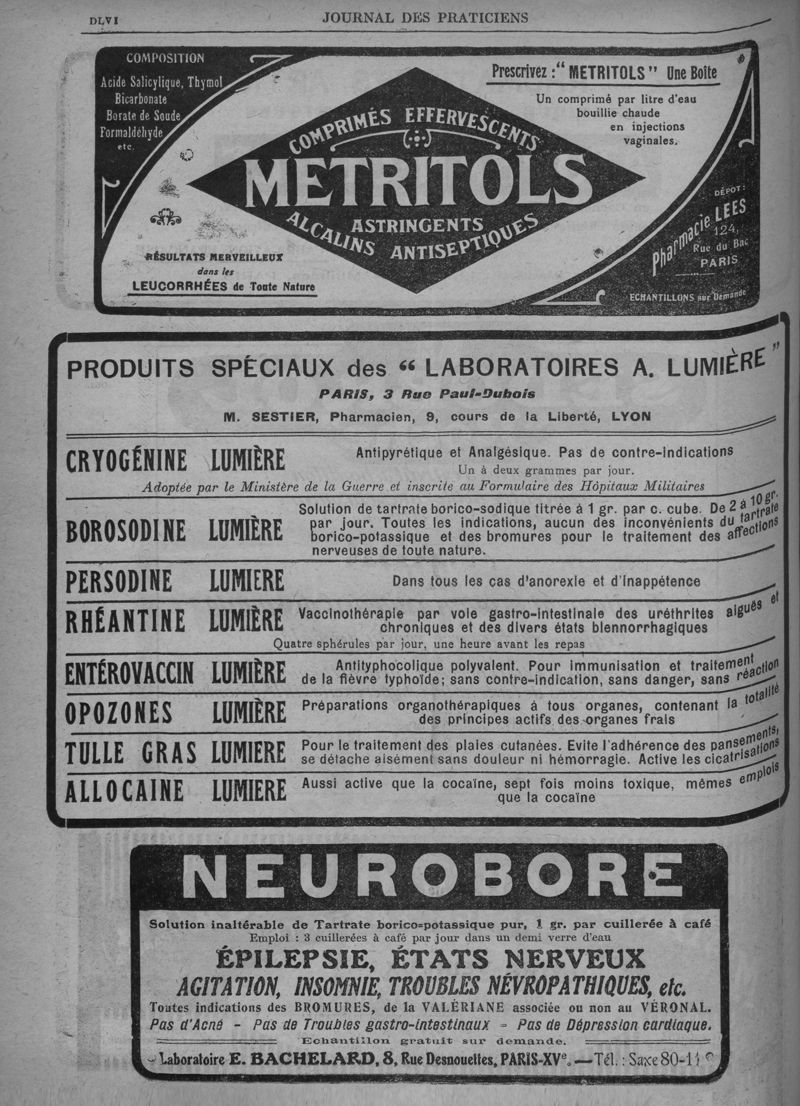 DLVI
JOURNAL DES PRATICIENS
COMPOSITION
Acide Salicylique, Thymol
Bicarbonate
Borate de Soude
Formaldéhyde
etc.
Prescrivez : "METRITOLS" Une Boîte
Un comprimé par litre d'eau
bouillie chaude
en injections
vaginales.
COMPRIMÉS EFFERVESCENTS
METRITOLS
ASTRINGENTS
ALCALINS ANTISEPTIQUES
RÉSULTATS MERVEILLEUX
dans les
LEUCORRHÉES de Toute Nature
DÉPOT :
Pharmacie LEES
124,
Rue du Bac
PARIS
ECHANTILLONS sur Demande
PRODUITS SPÉCIAUX des "LABORATOIRES A. LUMIÈRE"
PARIS, 3 Rue Paul-Dubois
M. SESTIER, Pharmacien, 9, cours de la Liberté, LYON
CRYOGÉNINE LUMIÈRE
Antipyrétique et Analgésique. Pas de contre-indications
Un à deux grammes par jour.
Adoptée par le Ministère de la Guerre et inscrite au Formulaire des Hôpitaux Militaires
BOROSODINE LUMIÈRE
Solution de tartrate borico-sodique titrée à 1 gr. par c. cube. De 2 à 10 gr.
par jour. Toutes les indications, aucun des inconvénients du tartrate
borico-potassique et des bromures pour le traitement des affections
nerveuses de toute nature.
PERSODINE LUMIERE
Dans tous les cas d'anorexie et d'inappétence
RHÉANTINE LUMIÈRE
Vaccinothérapie par voie gastro-intestinale des uréthrites aiguës et
chroniques et des divers états blennorrhagiques
Quatre sphérules par jour, une heure avant les repas
ENTÉROVACCIN LUMIÈRE
Antityphocolique polyvalent. Pour immunisation et traitement
de la fièvre typhoïde; sans contre-indication, sans danger, sans réaction
OPOZONES LUMIÈRE
Préparations organothérapiques à tous organes, contenant la totalité
des principes actifs des organes frais
TULLE GRAS LUMIERE
Pour le traitement des plaies cutanées. Evite l'adhérence des pansements,
se détache aisément sans douleur ni hémorragie. Active les cicatrisations
ALLOCAINE LUMIERE
Aussi active que la cocaïne, sept fois moins toxique, mêmes emplois
que la cocaïne
NEUROBORE
Solution inaltérable de Tartrate borico=potassique pur, 1 gr. par cuillerée à café
Emploi : 3 cuillerées à café par jour dans un demi verre d'eau
ÉPILEPSIE, ÉTATS NERVEUX
AGITATION, INSOMNIE, TROUBLES NÉVROPATHIQUES, etc.
Toutes indications des BROMURES, de la VALÉRIANE associée ou non au VÉRONAL.
Pas d'Acné - Pas de Troubles gastro-intestinaux = Pas de Dépression cardiaque.
Echantillon gratuit sur demande.
Laboratoire E. BACHELARD, 8, Rue Desnouettes, PARIS-XVe. — Tél. : Saxe 80-11